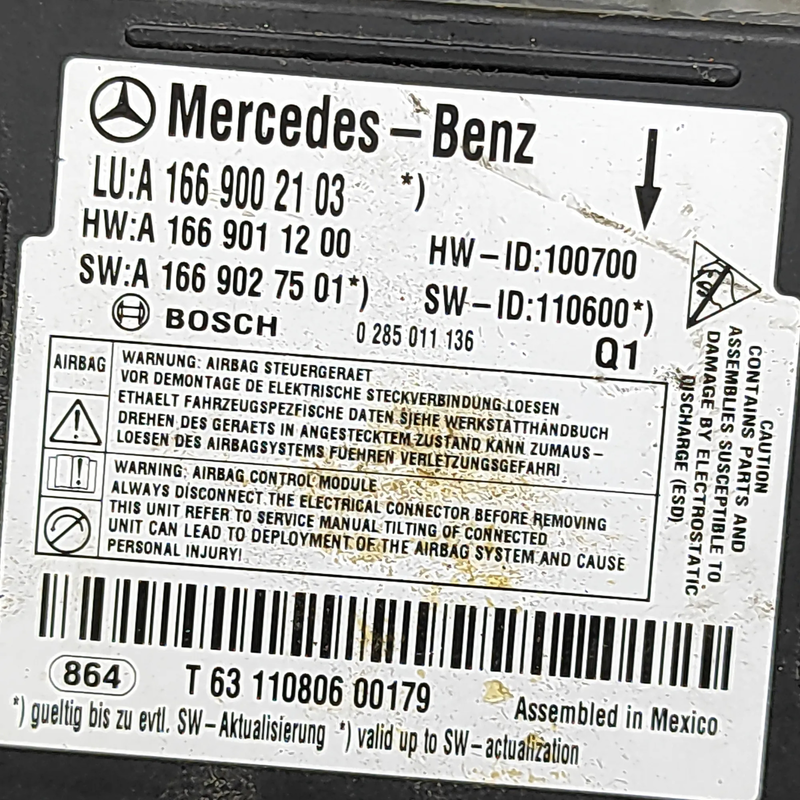 Mercedes-Benz
LU:A 166 900 21 03 *)
HW:A 166 901 12 00 HW-ID:100700
SW:A 166 902 75 01*) SW-ID:110600*)
BOSCH 0 285 011 136 Q1
AIRBAG
WARNUNG: AIRBAG STEUERGERAET
VOR DEMONTAGE DE ELEKTRISCHE STECKVERBINDUNG LOESEN
ETHAELT FAHRZEUGSPEZFISCHE DATEN SIEHE WERKSTATTHÄNDBUCH
DREHEN DES GERAETS IN ANGESTECKTEM ZUSTAND KANN ZUMAUS-
LOESEN DES AIRBAGSYSTEMS FUEHREN VERLETZUNGSGEFAHR!
WARNING: AIRBAG CONTROL MODULE
ALWAYS DISCONNECT THE ELECTRICAL CONNECTOR BEFORE REMOVING
THIS UNIT REFER TO SERVICE MANUAL TILTING OF CONNECTED
UNIT CAN LEAD TO DEPLOYMENT OF THE AIRBAG SYSTEM AND CAUSE
PERSONAL INJURY!
CAUTION
CONTAINS PARTS AND
ASSEMBLIES SUSCEPTIBLE TO
DAMAGE BY ELECTROSTATIC
DISCHARGE (ESD)
864 T 63 110806 00179 Assembled in Mexico
*) gueltig bis zu evtl. SW-Aktualisierung *) valid up to SW-actualization